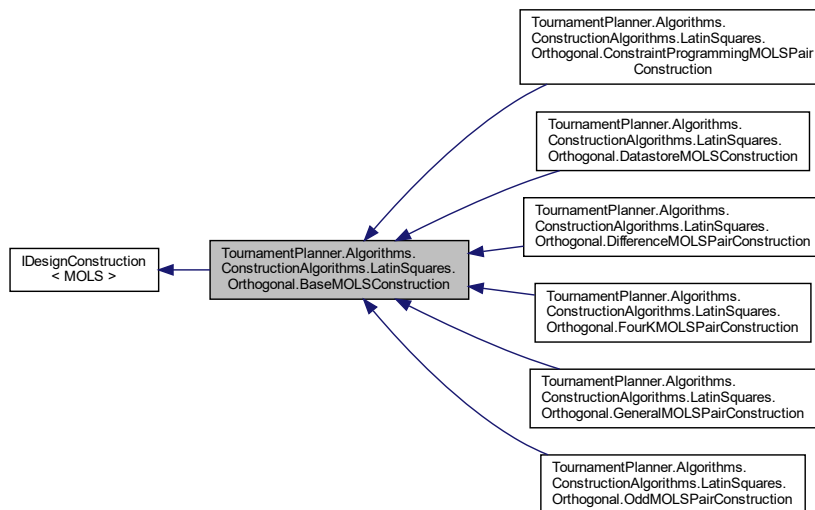 TournamentPlanner.Algorithms.
ConstructionAlgorithms.LatinSquares.
Orthogonal.ConstraintProgrammingMOLSPair
Construction
TournamentPlanner.Algorithms.
ConstructionAlgorithms.LatinSquares.
Orthogonal.DatastoreMOLSConstruction
TournamentPlanner.Algorithms.
ConstructionAlgorithms.LatinSquares.
Orthogonal.DifferenceMOLSPairConstruction
IDesignConstruction
< MOLS >
TournamentPlanner.Algorithms.
ConstructionAlgorithms.LatinSquares.
Orthogonal.BaseMOLSConstruction
TournamentPlanner.Algorithms.
ConstructionAlgorithms.LatinSquares.
Orthogonal.FourKMOLSPairConstruction
TournamentPlanner.Algorithms.
ConstructionAlgorithms.LatinSquares.
Orthogonal.GeneralMOLSPairConstruction
TournamentPlanner.Algorithms.
ConstructionAlgorithms.LatinSquares.
Orthogonal.OddMOLSPairConstruction